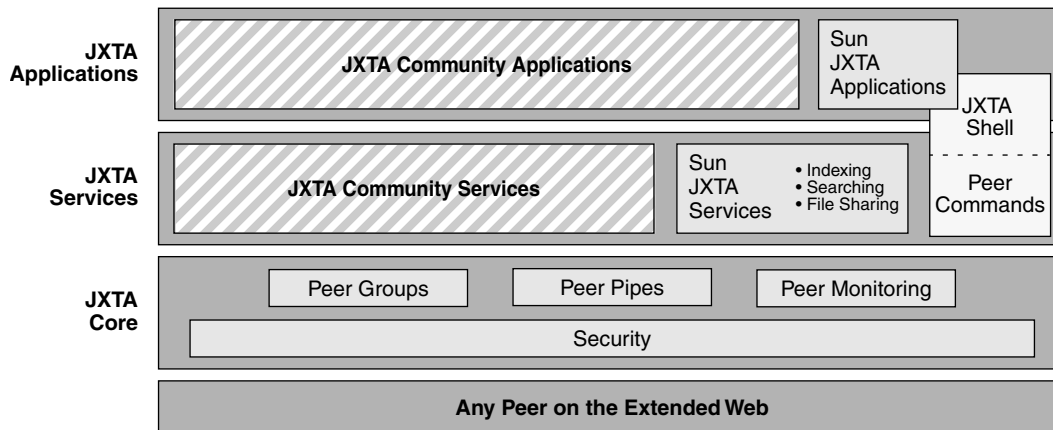 JXTA
Applications
JXTA Community Applications
Sun
JXTA
Applications
JXTA
Shell
Peer
Commands
JXTA
Services
JXTA Community Services
Sun
JXTA
Services
• Indexing
• Searching
• File Sharing
JXTA
Core
Peer Groups
Peer Pipes
Peer Monitoring
Security
Any Peer on the Extended Web